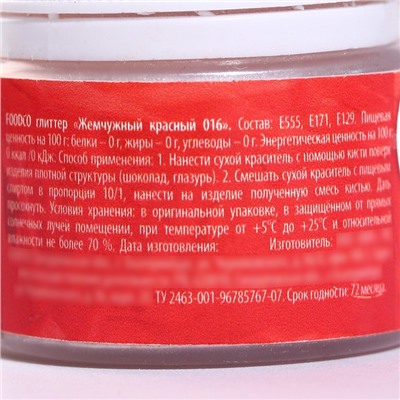 FOODCO глиттер «Жемчужный красный 016». Состав: E555, E171, E129. Пищевая
ценность на 100 г: белки – 0 г, жиры – 0 г, углеводы – 0 г. Энергетическая ценность на 100 г:
0 ккал /0 кДж. Способ применения: 1. Нанести сухой краситель с помощью кисти поверх
изделия плотной структуры (шоколад, глазурь). 2. Смешать сухой краситель с пищевым
спиртом в пропорции 10/1, нанести на изделие полученную смесь кистью. Дать
просохнуть. Условия хранения: в оригинальной упаковке, в защищённом от прямых
солнечных лучей помещении, при температуре от +5°C до +25°C и относительной
влажности не более 70 %. Дата изготовления: Изготовитель:
ТУ 2463-001-96785767-07. Срок годности: 72 месяца.